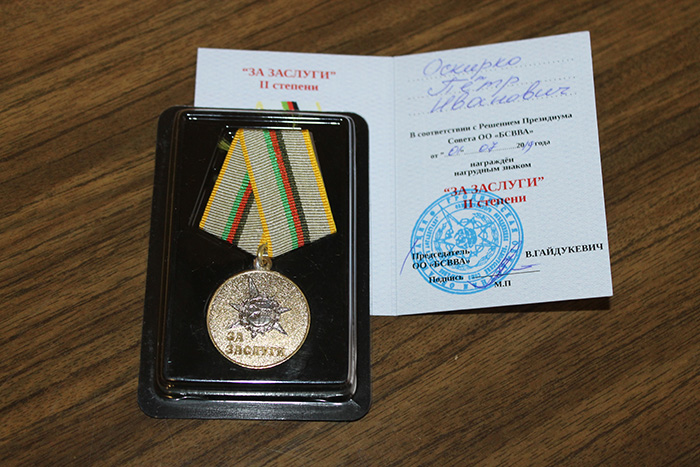 "ЗА ЗАСЛУГИ"
II степени
Оскирко
Пётр
Иванович
В соответствии с Решением Президиума
Совета ОО «БСВВА»
от 2019 года
награждён
нагрудным знаком
"ЗА ЗАСЛУГИ"
II степени
Председатель
ОО «БСВВА»
В.ГАЙДУКЕВИЧ
Подпись
М.П
ЗА
ЗАСЛУГИ